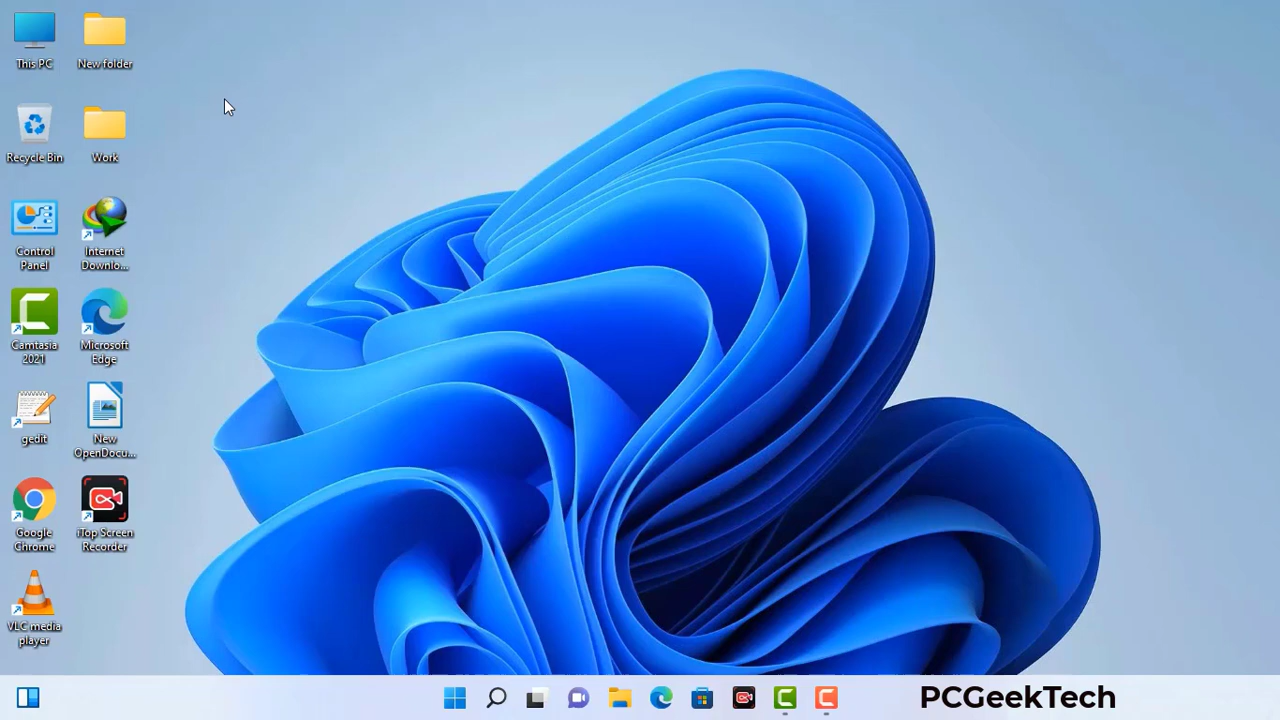 This PC
New folder
Recycle Bin
Work
Control
Panel
Internet
Downlo...
Camtasia
2021
Microsoft
Edge
gedit
New
OpenDocu...
Google
Chrome
iTop Screen
Recorder
VLC media
player
PCGeekTech